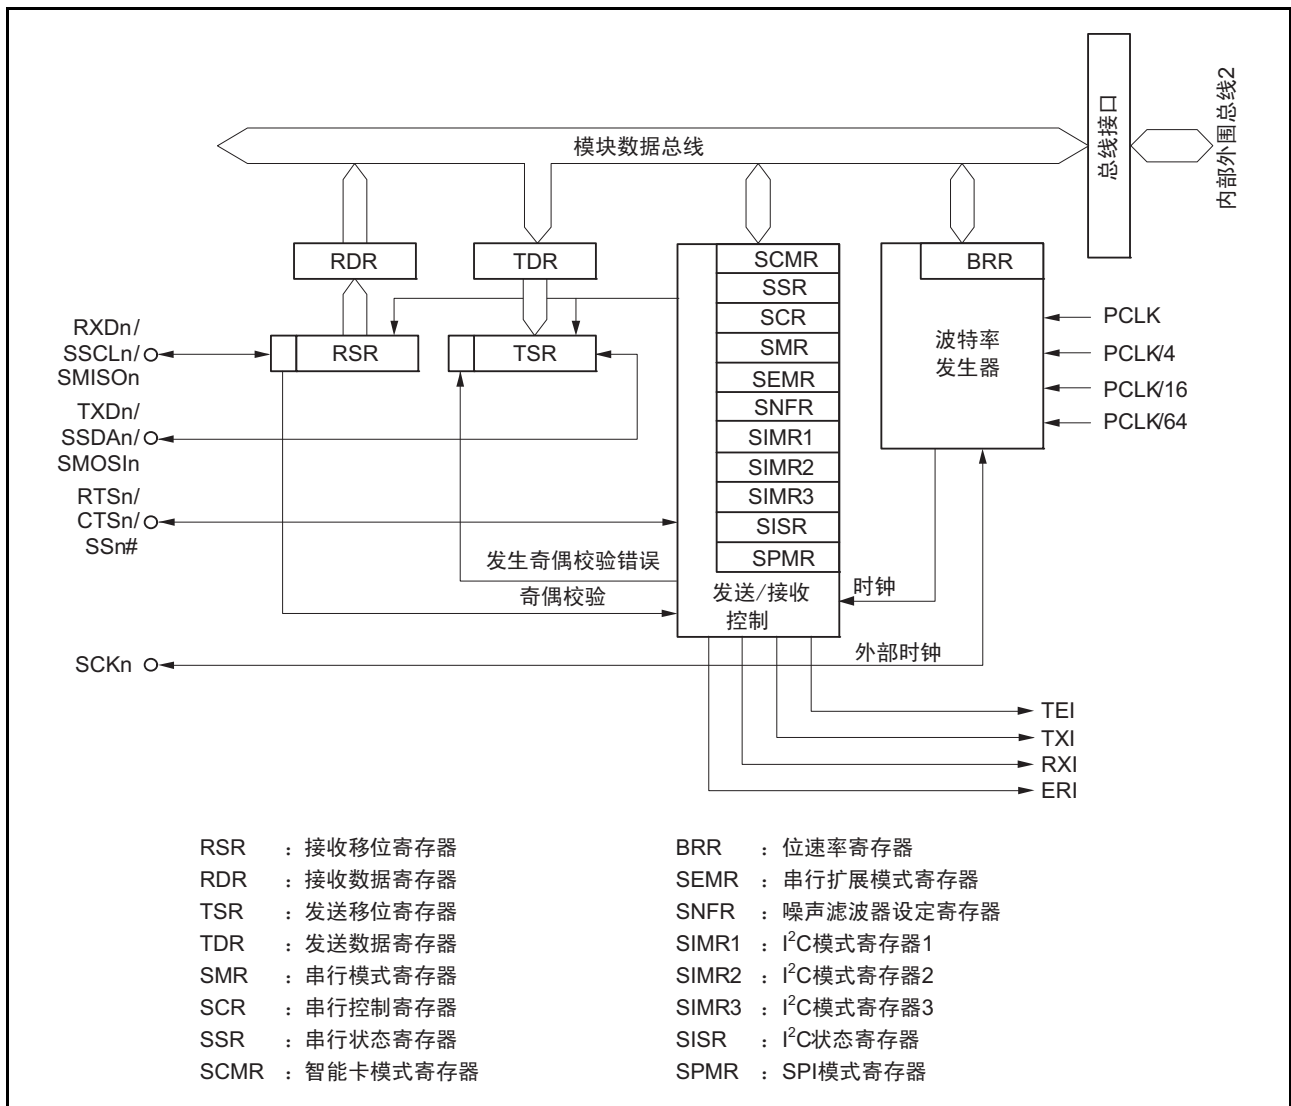 模块数据总线
总线接口
内部外围总线2
RDR
TDR
RSR
TSR
SCMR
SSR
SCR
SMR
SEMR
SNFR
SIMR1
SIMR2
SIMR3
SISR
SPMR
发送/接收
控制
BRR
波特率
发生器
PCLK
PCLK/4
PCLK/16
PCLK/64
RXDn/
SSCLn/
SMISOn
TXDn/
SSDAn/
SMOSIn
RTSn/
CTSn/
SSn#
发生奇偶校验错误
奇偶校验
时钟
SCKn
外部时钟
TEI
TXI
RXI
ERI
RSR : 接收移位寄存器
RDR : 接收数据寄存器
TSR : 发送移位寄存器
TDR : 发送数据寄存器
SMR : 串行模式寄存器
SCR : 串行控制寄存器
SSR : 串行状态寄存器
SCMR : 智能卡模式寄存器
BRR : 位速率寄存器
SEMR : 串行扩展模式寄存器
SNFR : 噪声滤波器设定寄存器
SIMR1 : I²C模式寄存器1
SIMR2 : I²C模式寄存器2
SIMR3 : I²C模式寄存器3
SISR : I²C状态寄存器
SPMR : SPI模式寄存器